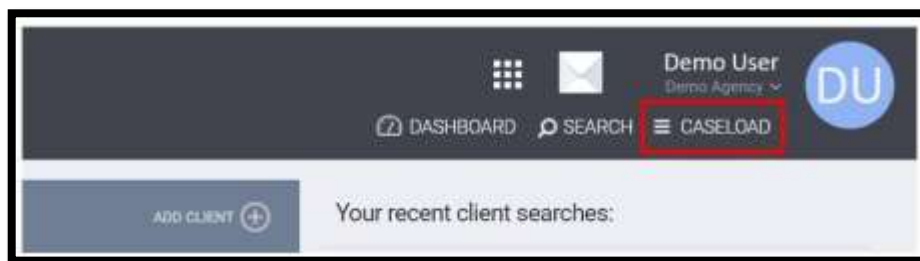 Demo User
Demo Agency
DU
DASHBOARD SEARCH CASELOAD
ADD CLIENT
Your recent client searches: